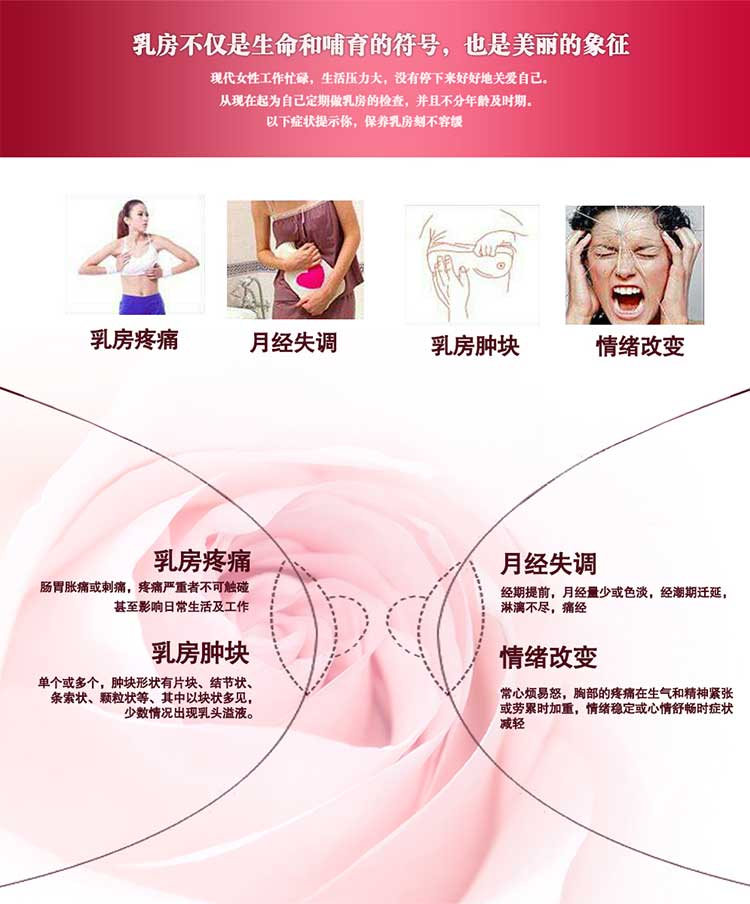 乳房不仅是生命和哺育的符号，也是美丽的象征
现代女性工作忙碌，生活压力大，没有停下来好好地关爱自己。
从现在起为自己定期做乳房的检查，并且不分年龄及时期。
以下症状提示你，保养乳房刻不容缓
乳房疼痛
月经失调
乳房肿块
情绪改变
乳房疼痛
肠胃胀痛或刺痛，疼痛严重者不可触碰
甚至影响日常生活及工作
乳房肿块
单个或多个，肿块形状有片块、结节状、
条索状、颗粒状等、其中以块状多见，
少数情况出现乳头溢液。
月经失调
经期提前，月经量少或色淡，经潮期迁延，
淋漓不尽，痛经
情绪改变
常心烦易怒，胸部的疼痛在生气和精神紧张
或劳累时加重，情绪稳定或心情舒畅时症状
减轻